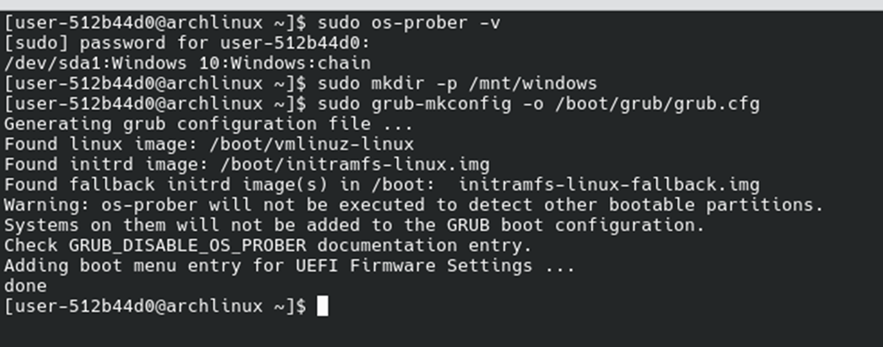 [user-512b44d0@archlinux ~]$ sudo os-prober -v
[sudo] password for user-512b44d0:
/dev/sda1:Windows 10:Windows:chain
[user-512b44d0@archlinux ~]$ sudo mkdir -p /mnt/windows
[user-512b44d0@archlinux ~]$ sudo grub-mkconfig -o /boot/grub/grub.cfg
Generating grub configuration file ...
Found linux image: /boot/vmlinuz-linux
Found initrd image: /boot/initramfs-linux.img
Found fallback initrd image(s) in /boot:  initramfs-linux-fallback.img
Warning: os-prober will not be executed to detect other bootable partitions.
Systems on them will not be added to the GRUB boot configuration.
Check GRUB_DISABLE_OS_PROBER documentation entry.
Adding boot menu entry for UEFI Firmware Settings ...
done
[user-512b44d0@archlinux ~]$